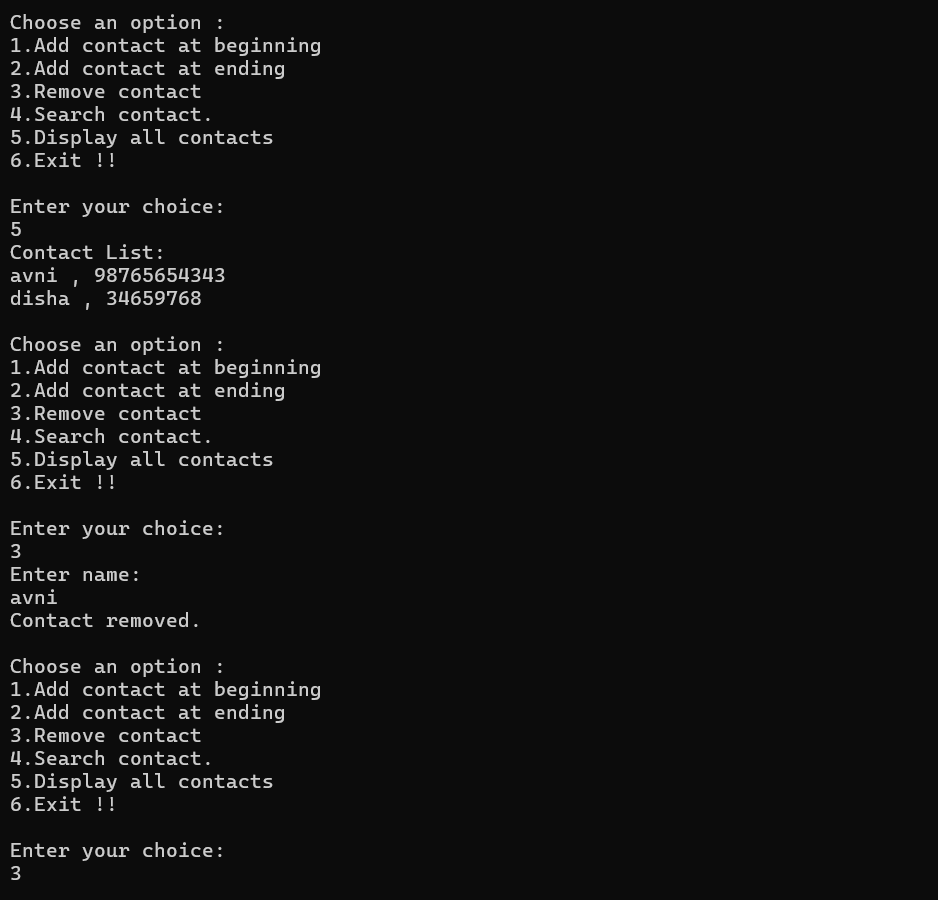 Choose an option :
1.Add contact at beginning
2.Add contact at ending
3.Remove contact
4.Search contact.
5.Display all contacts
6.Exit !!
Enter your choice:
5
Contact List:
avni , 98765654343
disha , 34659768
Choose an option :
1.Add contact at beginning
2.Add contact at ending
3.Remove contact
4.Search contact.
5.Display all contacts
6.Exit !!
Enter your choice:
3
Enter name:
avni
Contact removed.
Choose an option :
1.Add contact at beginning
2.Add contact at ending
3.Remove contact
4.Search contact.
5.Display all contacts
6.Exit !!
Enter your choice:
3